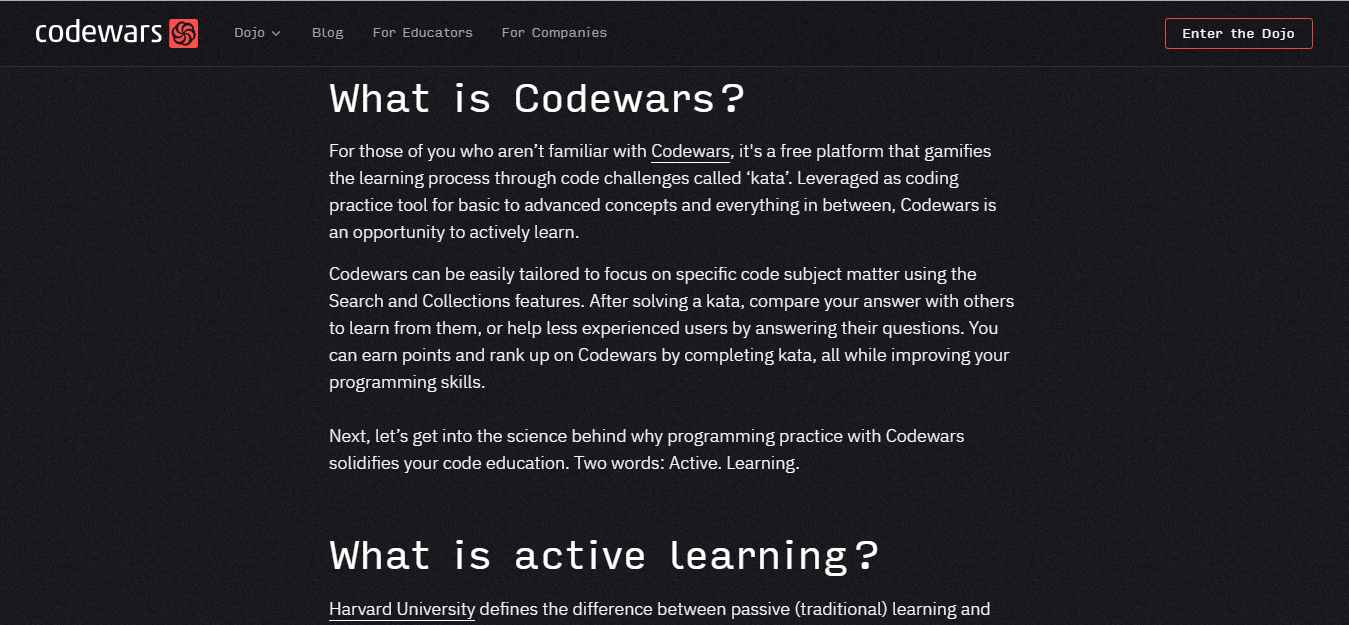 codewars
Dojo
Blog
For Educators
For Companies
Enter the Dojo
What is Codewars?
For those of you who aren’t familiar with Codewars, it's a free platform that gamifies
the learning process through code challenges called ‘kata’. Leveraged as coding
practice tool for basic to advanced concepts and everything in between, Codewars is
an opportunity to actively learn.
Codewars can be easily tailored to focus on specific code subject matter using the
Search and Collections features. After solving a kata, compare your answer with others
to learn from them, or help less experienced users by answering their questions. You
can earn points and rank up on Codewars by completing kata, all while improving your
programming skills.
Next, let’s get into the science behind why programming practice with Codewars
solidifies your code education. Two words: Active. Learning.
What is active learning?
Harvard University defines the difference between passive (traditional) learning and